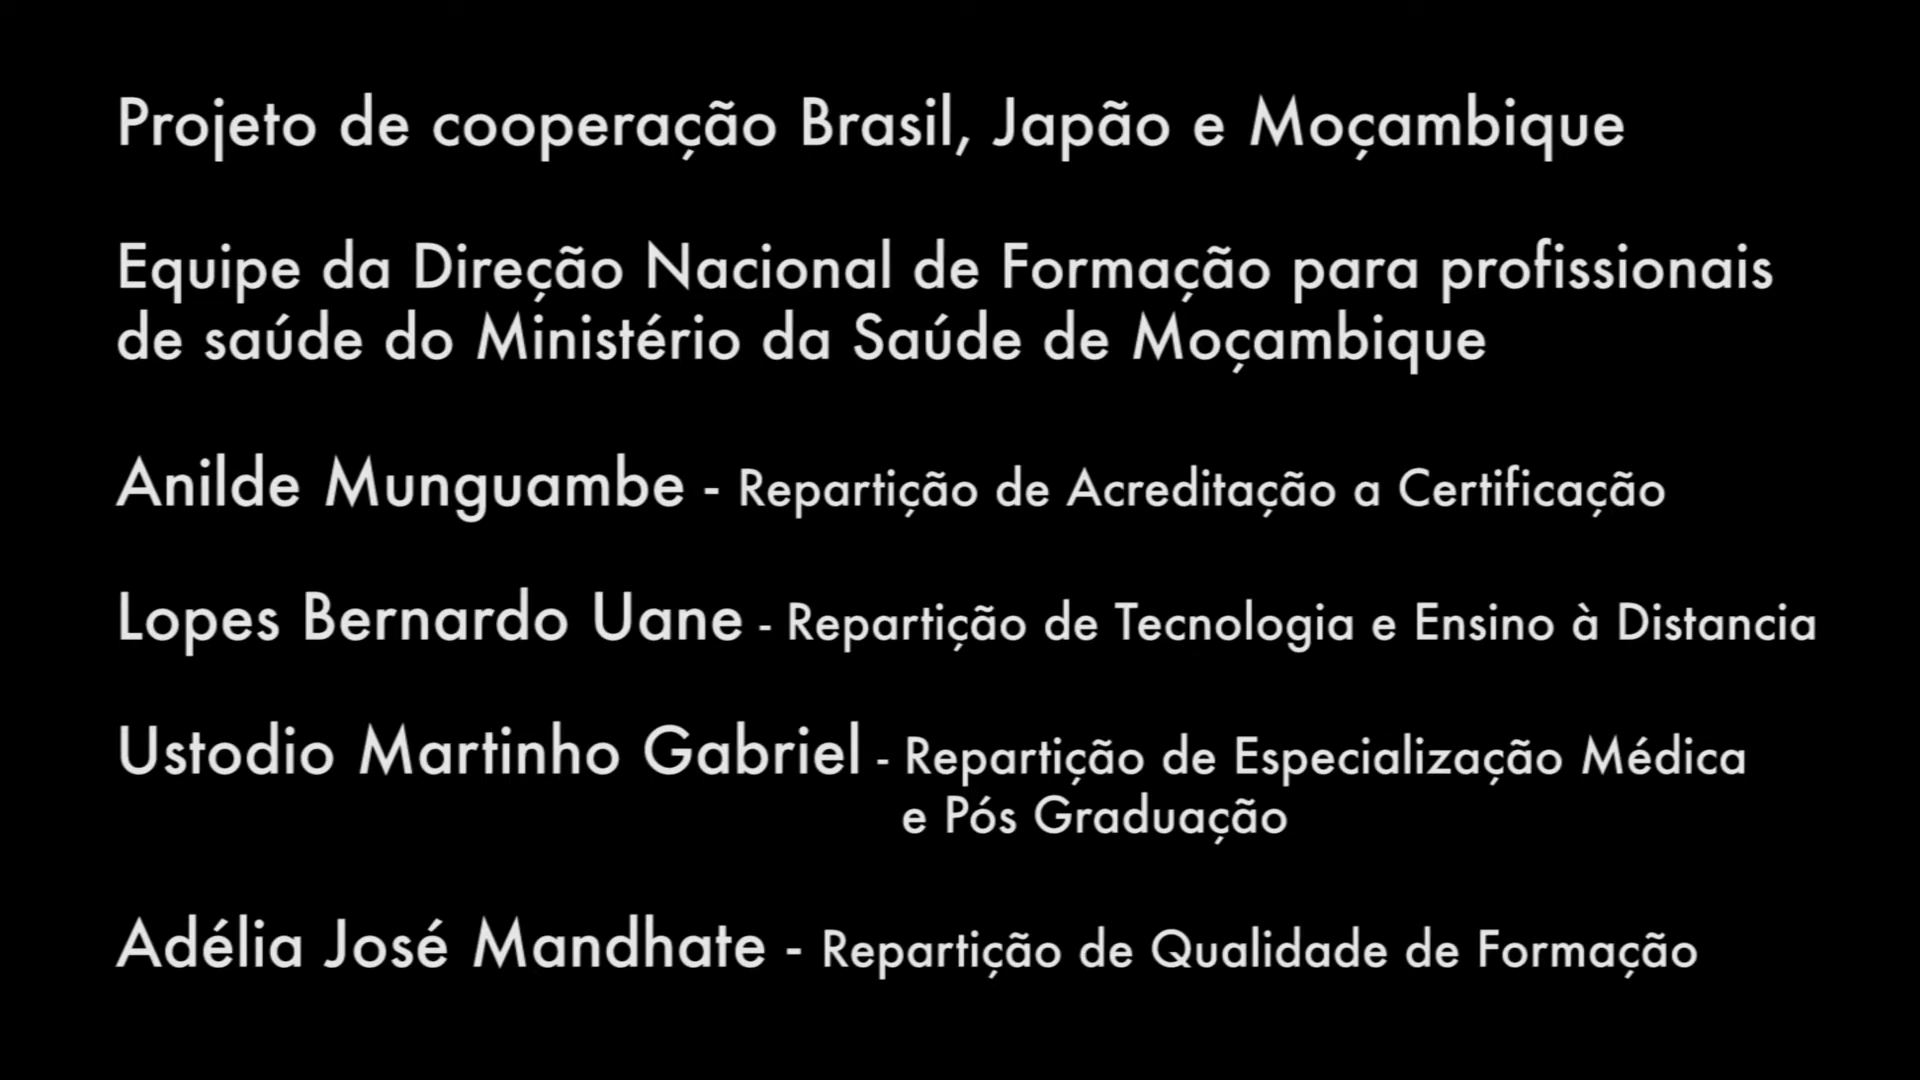 Projeto de cooperação Brasil, Japão e Moçambique
Equipe da Direção Nacional de Formação para profissionais
de saúde do Ministério da Saúde de Moçambique
Anilde Munguambe - Repartição de Acreditação a Certificação
Lopes Bernardo Uane - Repartição de Tecnologia e Ensino à Distancia
Ustodio Martinho Gabriel - Repartição de Especialização Médica
e Pós Graduação
Adélia José Mandhate - Repartição de Qualidade de Formação